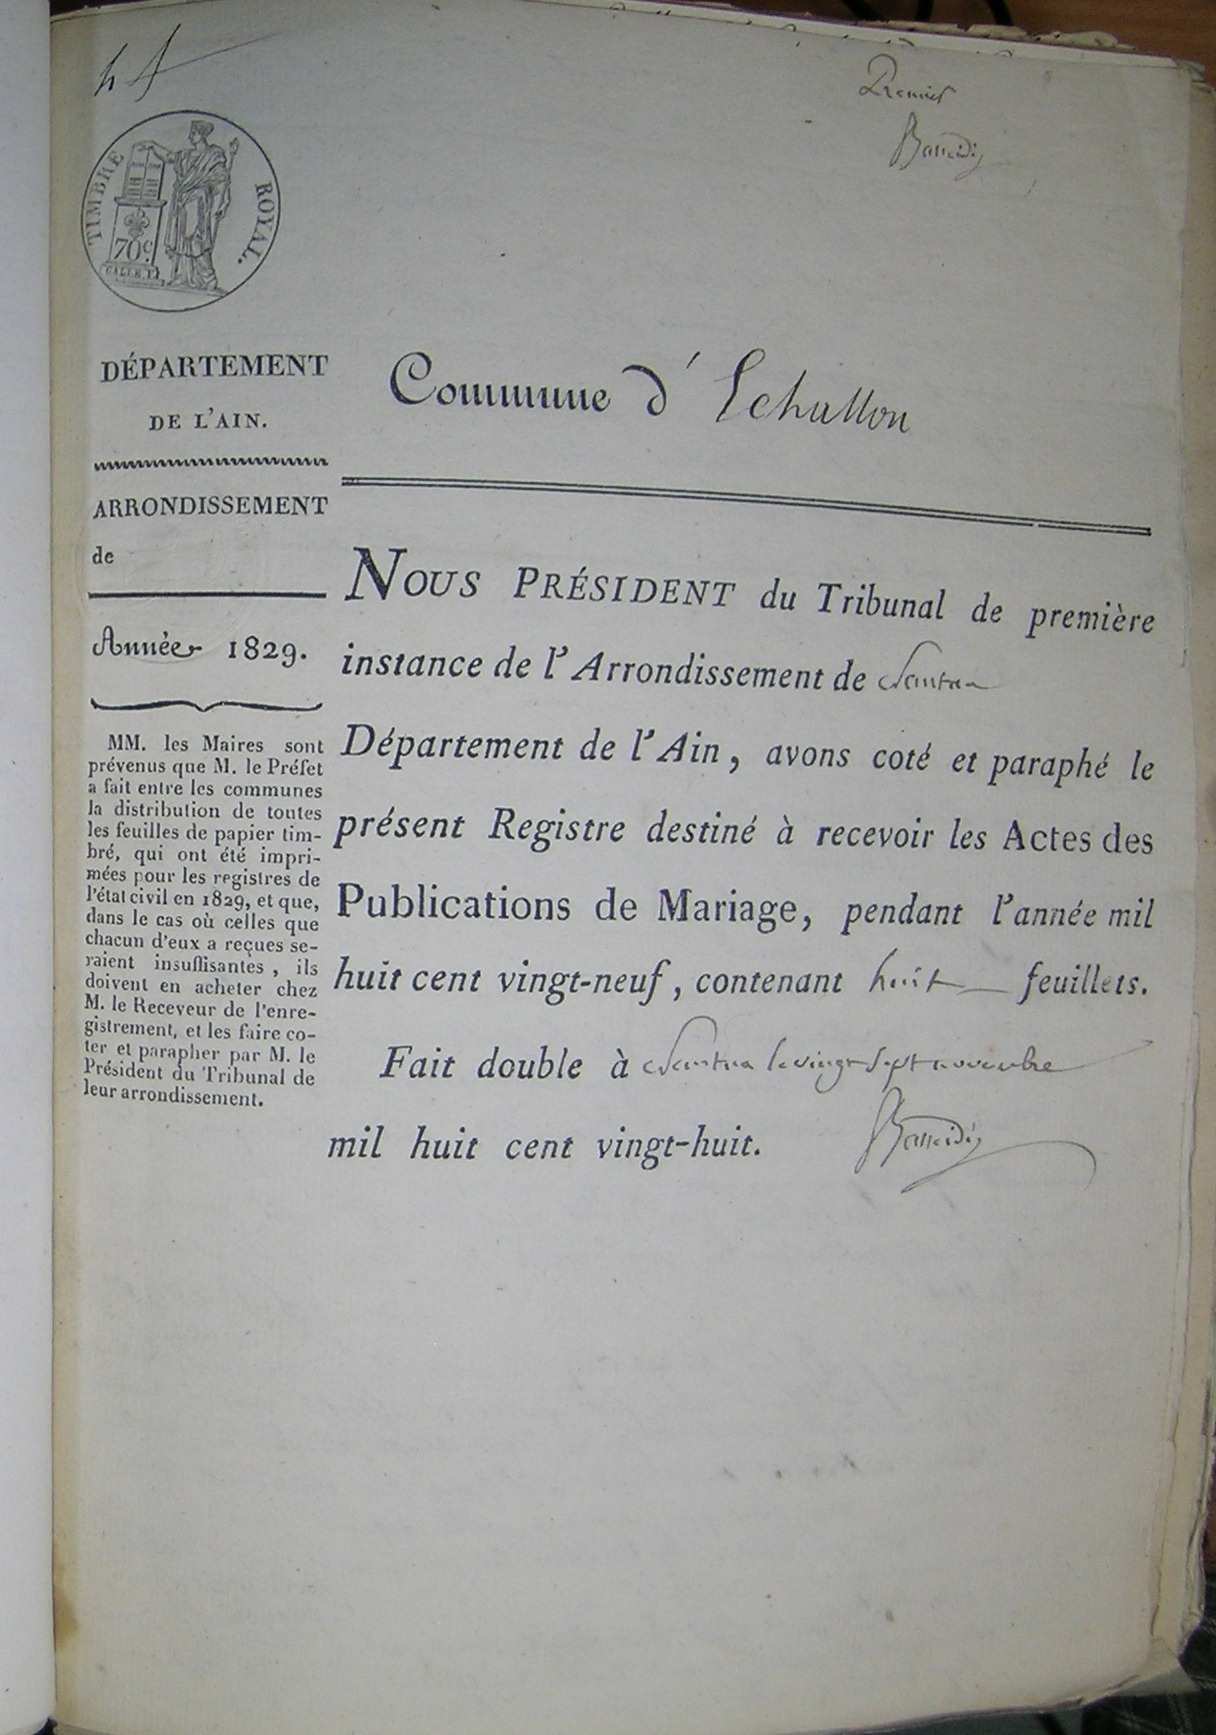 Premier
TIMBRE ROYAL.
70c.
DÉPARTEMENT
DE L'AIN.
ARRONDISSEMENT
de
Année 1829.
MM. les Maires sont
prévenus que M. le Préfet
a fait entre les communes
la distribution de toutes
les feuilles de papier tim-
bré, qui ont été impri-
mées pour les registres de
l'état civil en 1829, et que,
dans le cas où celles que
chacun d'eux a reçues se-
raient insuffisantes, ils
doivent en acheter chez
M. le Receveur de l'enre-
gistrement, et les faire co-
ter et parapher par M. le
Président du Tribunal de
leur arrondissement.
Commune d'Echallon
NOUS PRÉSIDENT du Tribunal de première
instance de l'Arrondissement de Nantua
Département de l'Ain, avons coté et paraphé le
présent Registre destiné à recevoir les Actes des
Publications de Mariage, pendant l'année mil
huit cent vingt-neuf, contenant huit feuillets.
Fait double à Nantua le vingt sept novembre
mil huit cent vingt-huit.